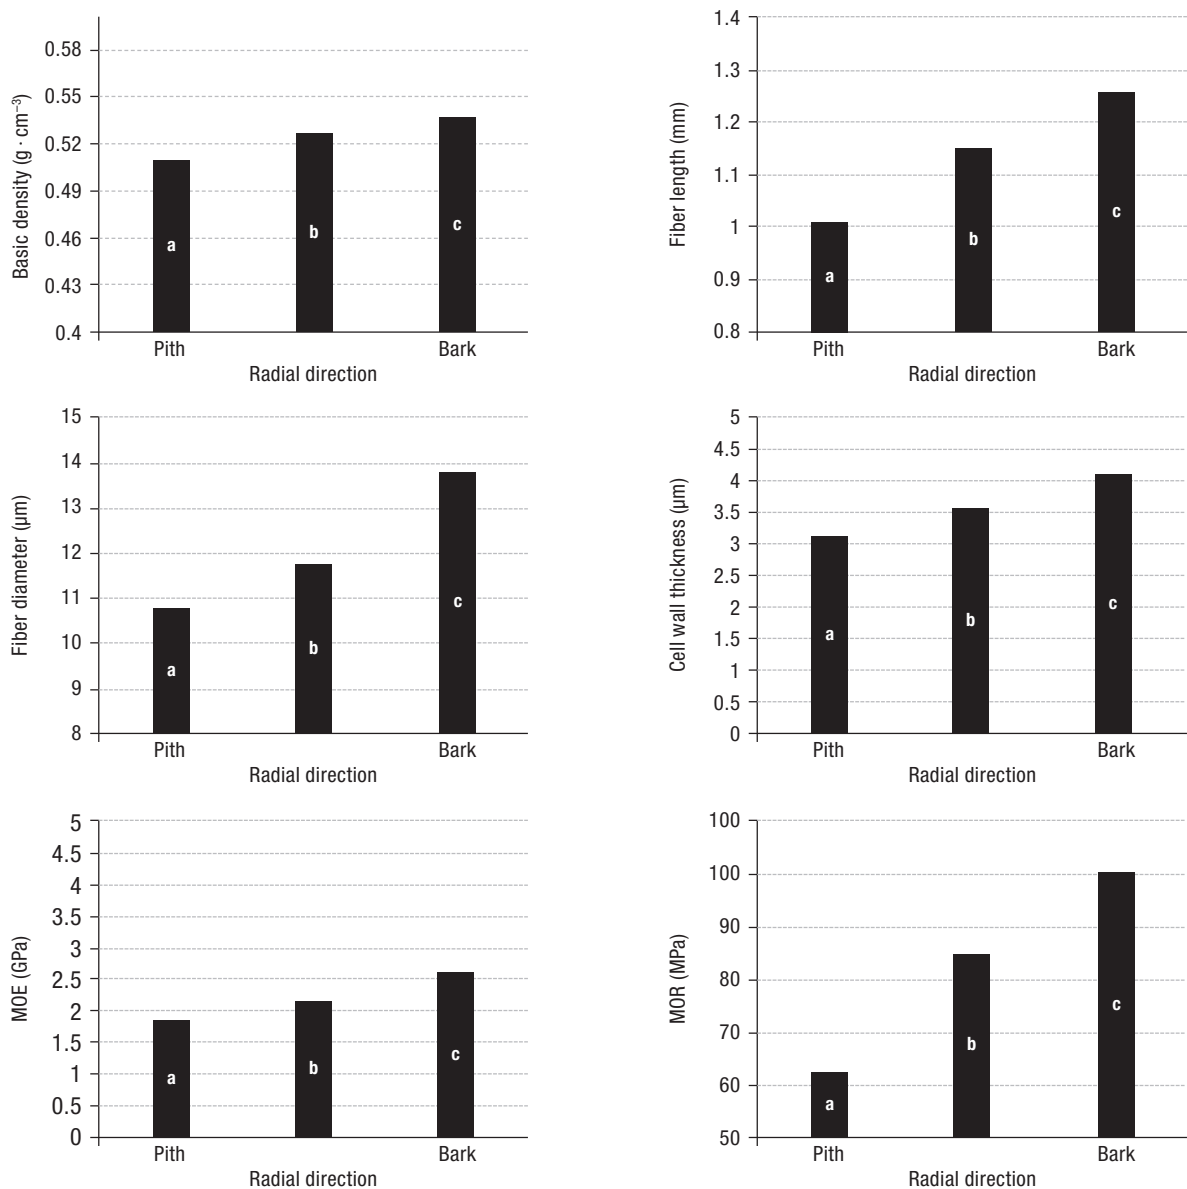 Basic density (g · cm⁻³)
0.58
0.55
0.52
0.49
0.46
0.43
0.4
a
b
c
Pith
Bark
Radial direction
Fiber length (mm)
1.4
1.3
1.2
1.1
1
0.9
0.8
a
b
c
Pith
Bark
Radial direction
Fiber diameter (µm)
15
14
13
12
11
10
9
8
a
b
c
Pith
Bark
Radial direction
Cell wall thickness (µm)
5
4.5
4
3.5
3
2.5
2
1.5
1
0.5
0
a
b
c
Pith
Bark
Radial direction
MOE (GPa)
5
4.5
4
3.5
3
2.5
2
1.5
1
0.5
0
a
b
c
Pith
Bark
Radial direction
MOR (MPa)
100
100
90
80
70
60
50
a
b
c
Pith
Bark
Radial direction